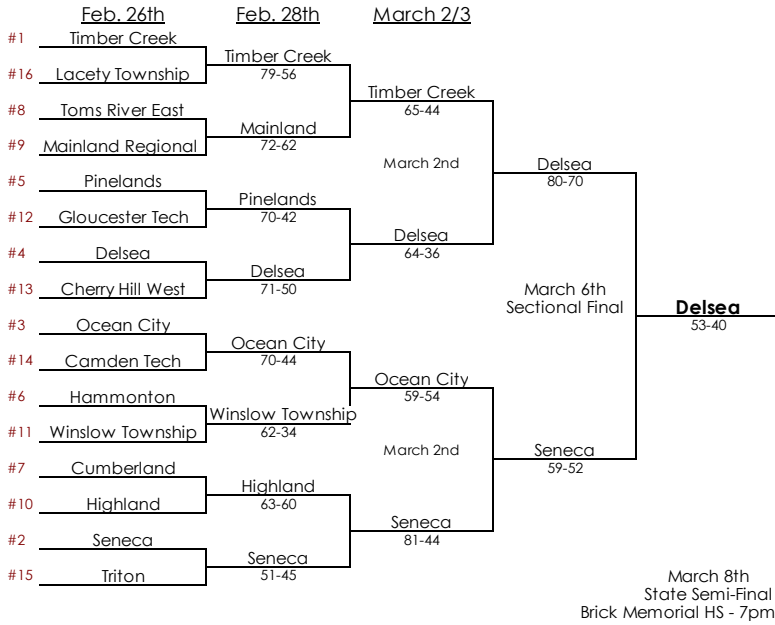 Feb. 26th Feb. 28th March 2/3
#1 Timber Creek
Timber Creek
79-56
#16 Lacety Township
Timber Creek
65-44
#8 Toms River East
Mainland
72-62
#9 Mainland Regional
March 2nd
Delsea
80-70
#5 Pinelands
Pinelands
70-42
#12 Gloucester Tech
Delsea
64-36
#4 Delsea
Delsea
71-50
#13 Cherry Hill West
March 6th
Sectional Final
Delsea
53-40
#3 Ocean City
Ocean City
70-44
#14 Camden Tech
Ocean City
59-54
#6 Hammonton
Winslow Township
62-34
#11 Winslow Township
March 2nd
Seneca
59-52
#7 Cumberland
Highland
63-60
#10 Highland
Seneca
81-44
#2 Seneca
Seneca
51-45
#15 Triton
March 8th
State Semi-Final
Brick Memorial HS - 7pm